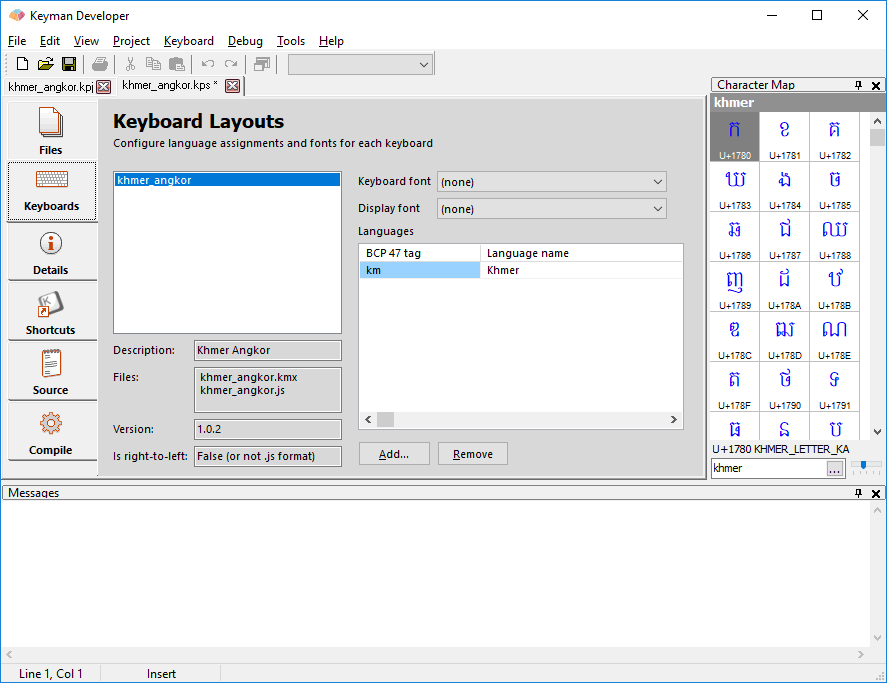 Keyman Developer
File Edit View Project Keyboard Debug Tools Help
khmer_angkor.kpj
khmer_angkor.kps *
Files
Keyboards
Details
Shortcuts
Source
Compile
Keyboard Layouts
Configure language assignments and fonts for each keyboard
khmer_angkor
Description: Khmer Angkor
Files: khmer_angkor.kmx
khmer_angkor.js
Version: 1.0.2
Is right-to-left: False (or not .js format)
Keyboard font (none)
Display font (none)
Languages
BCP 47 tag Language name
km Khmer
Add... Remove
Character Map
khmer
ក ខ គ
U+1780 U+1781 U+1782
ឃ ង ច
U+1783 U+1784 U+1785
ឆ ជ ឈ
U+1786 U+1787 U+1788
ញ ដ ឋ
U+1789 U+178A U+178B
ឌ ឍ ណ
U+178C U+178D U+178E
ត ថ ទ
U+178F U+1790 U+1791
ធ ន ប
U+1780 KHMER_LETTER_KA
khmer ...
Messages
Line 1, Col 1 Insert